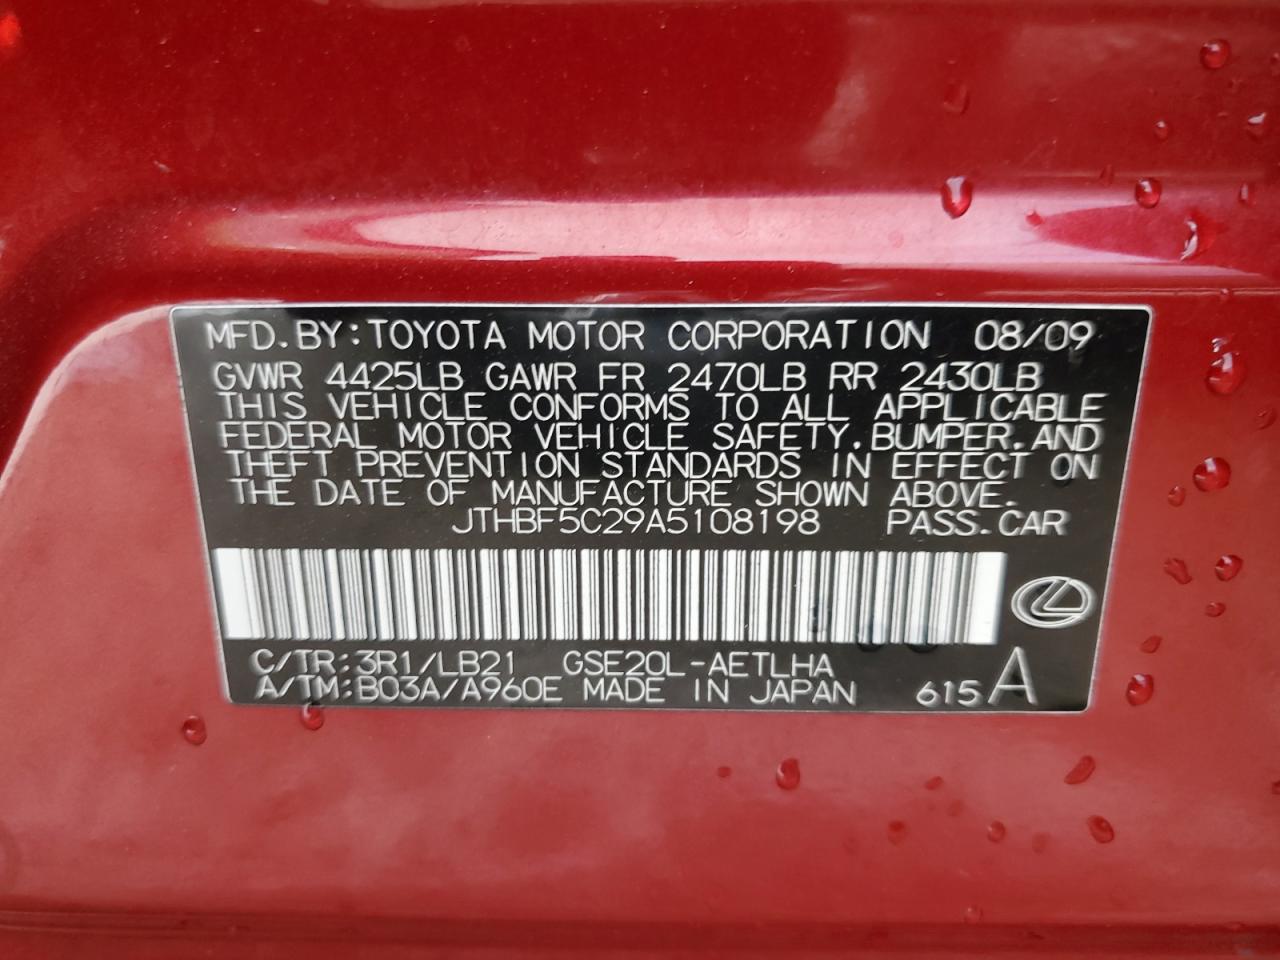 MFD. BY: TOYOTA MOTOR CORPORATION 08/09
GVWR 4425LB GAWR FR 2470LB RR 2430LB
THIS VEHICLE CONFORMS TO ALL APPLICABLE
FEDERAL MOTOR VEHICLE SAFETY, BUMPER, AND
THEFT PREVENTION STANDARDS IN EFFECT ON
THE DATE OF MANUFACTURE SHOWN ABOVE.
JTHBF5C29A5108198 PASS. CAR
C/TR: 3R1/LB21 GSE20L-AETLHA
A/TM: B03A/A960E MADE IN JAPAN 615 A